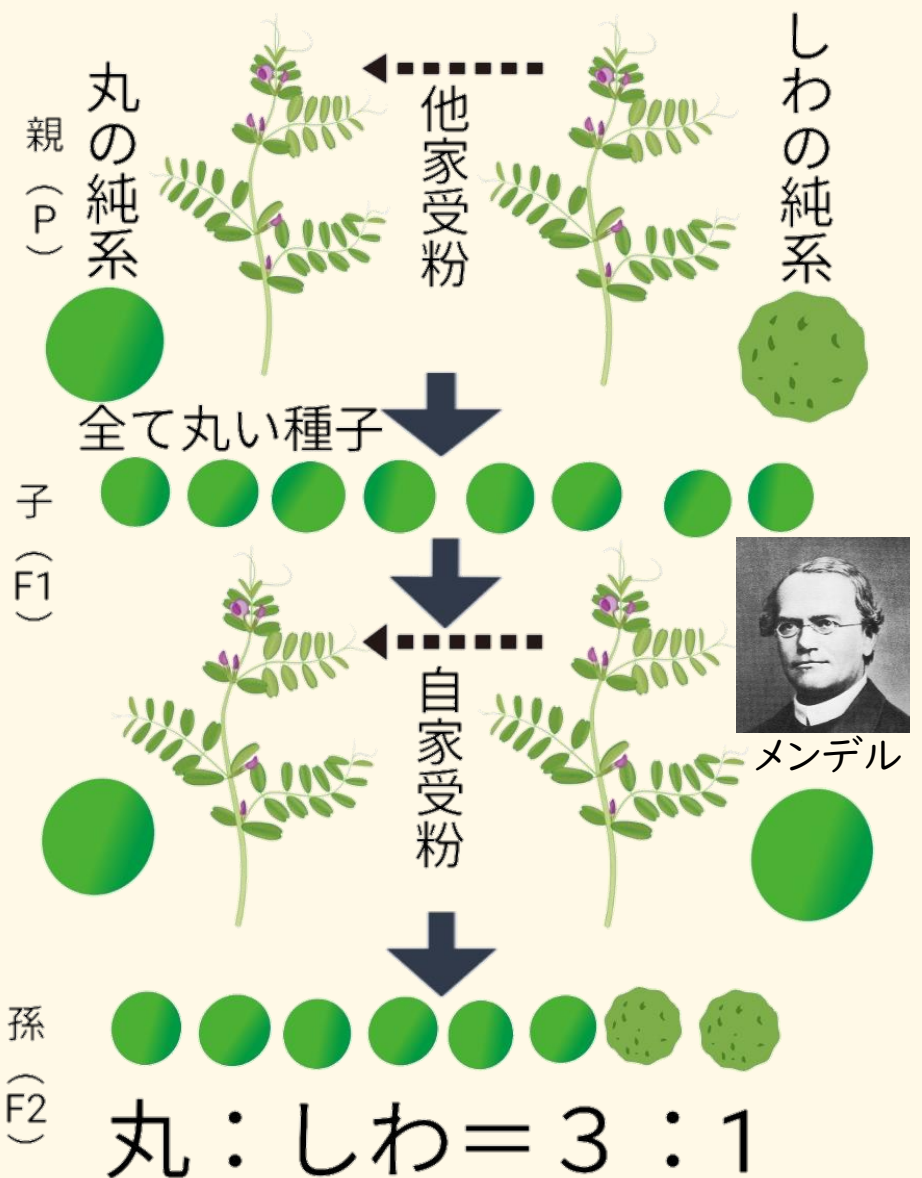 親（P）
丸の純系
他家受粉
しわの純系
全て丸い種子
子（F1）
自家受粉
メンデル
孫（F2）
丸：しわ＝３：１